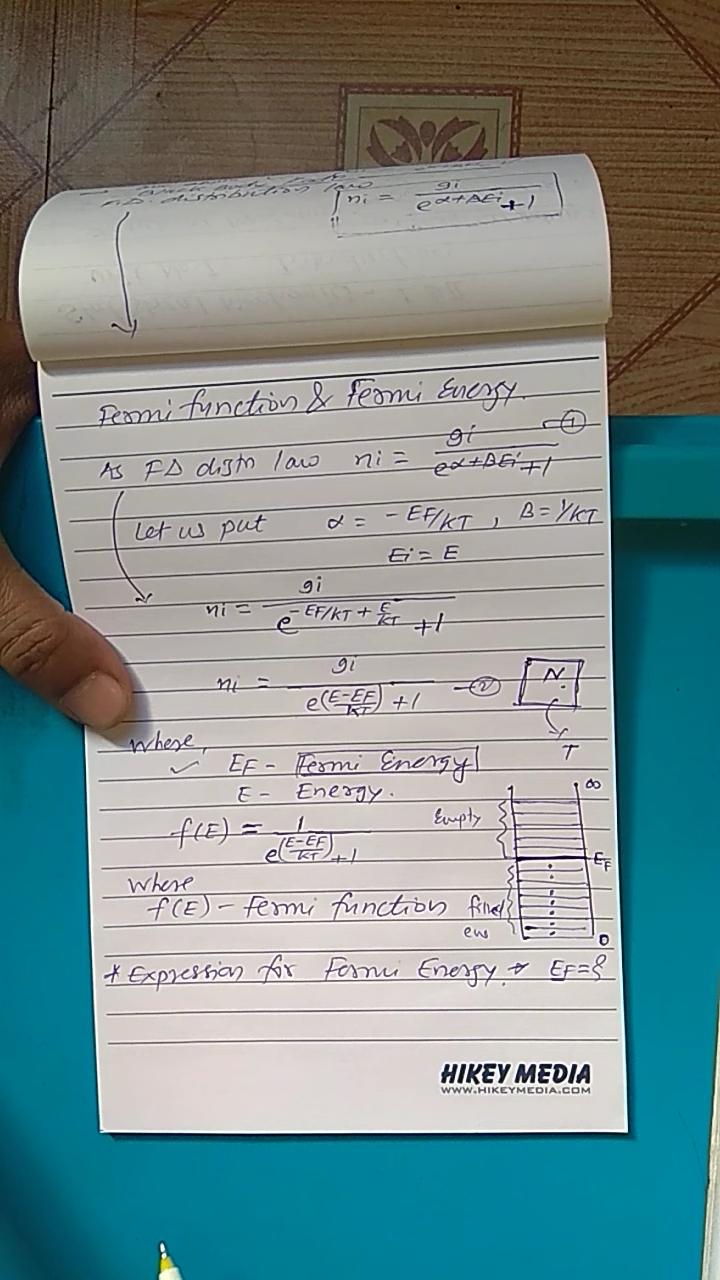 F.D. distribution law ni = gi / e^α+βEi + 1
Fermi function & Fermi Energy.
As FD distn law ni = gi / e^α+βEi + 1 —①
Let us put α = - EF/KT , β = 1/KT
Ei = E
ni = gi / e^-EF/KT + E/KT + 1
ni = gi / e^(E-EF/KT) + 1 —②
N.
T
Where,
✓ EF - Fermi Energy
E - Energy.
f(E) = 1 / e^(E-EF/KT) + 1
Where
f(E) - fermi function
∞
Empty
EF
filled
ens
0
* Expression for Fermi Energy → EF = ?
HIKEY MEDIA
WWW.HIKEYMEDIA.COM